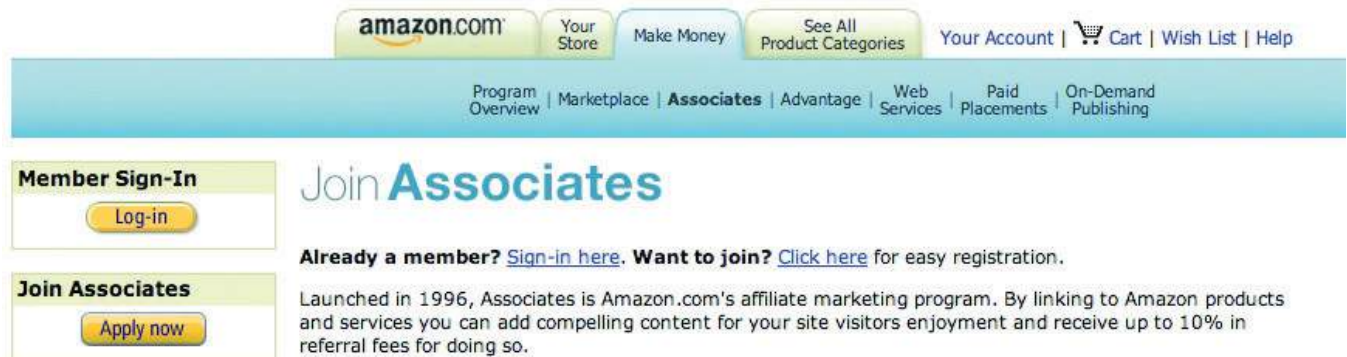 amazon.com
Your Store
Make Money
See All Product Categories
Your Account | Cart | Wish List | Help
Program Overview | Marketplace | Associates | Advantage | Web Services | Paid Placements | On-Demand Publishing
Member Sign-In
Log-in
Join Associates
Apply now
Join Associates
Already a member? Sign-in here. Want to join? Click here for easy registration.
Launched in 1996, Associates is Amazon.com's affiliate marketing program. By linking to Amazon products
and services you can add compelling content for your site visitors enjoyment and receive up to 10% in
referral fees for doing so.